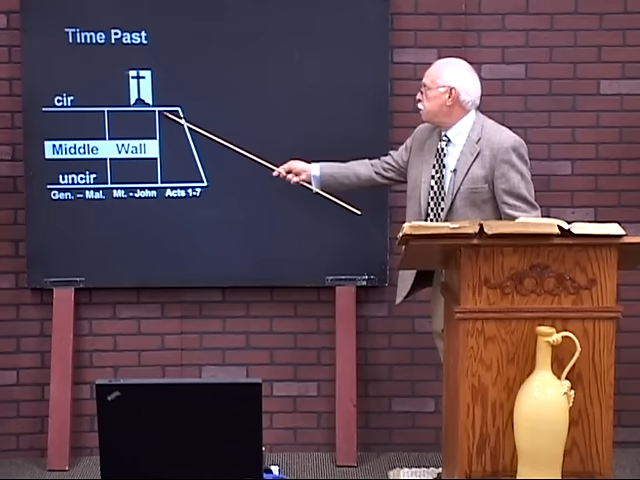 Time Past
cir
Middle Wall
uncir
Gen. – Mal. Mt. - John Acts 1-7